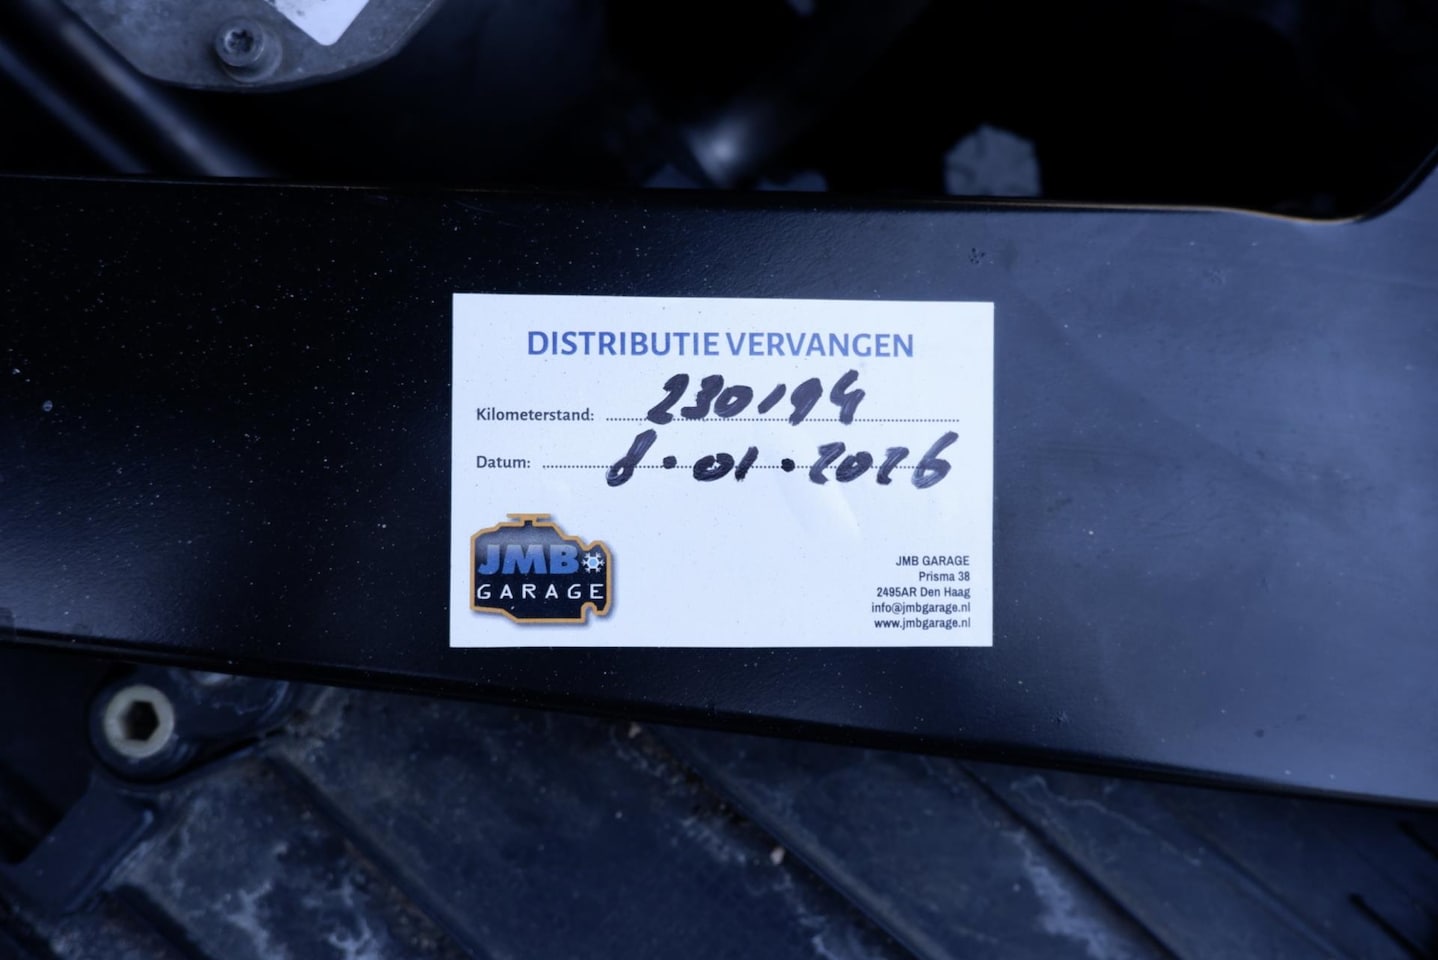 DISTRIBUTIE VERVANGEN
Kilometerstand: 230194
Datum: 8·01·2026
JMB
GARAGE
JMB GARAGE
Prisma 38
2495AR Den Haag
info@jmbgarage.nl
www.jmbgarage.nl